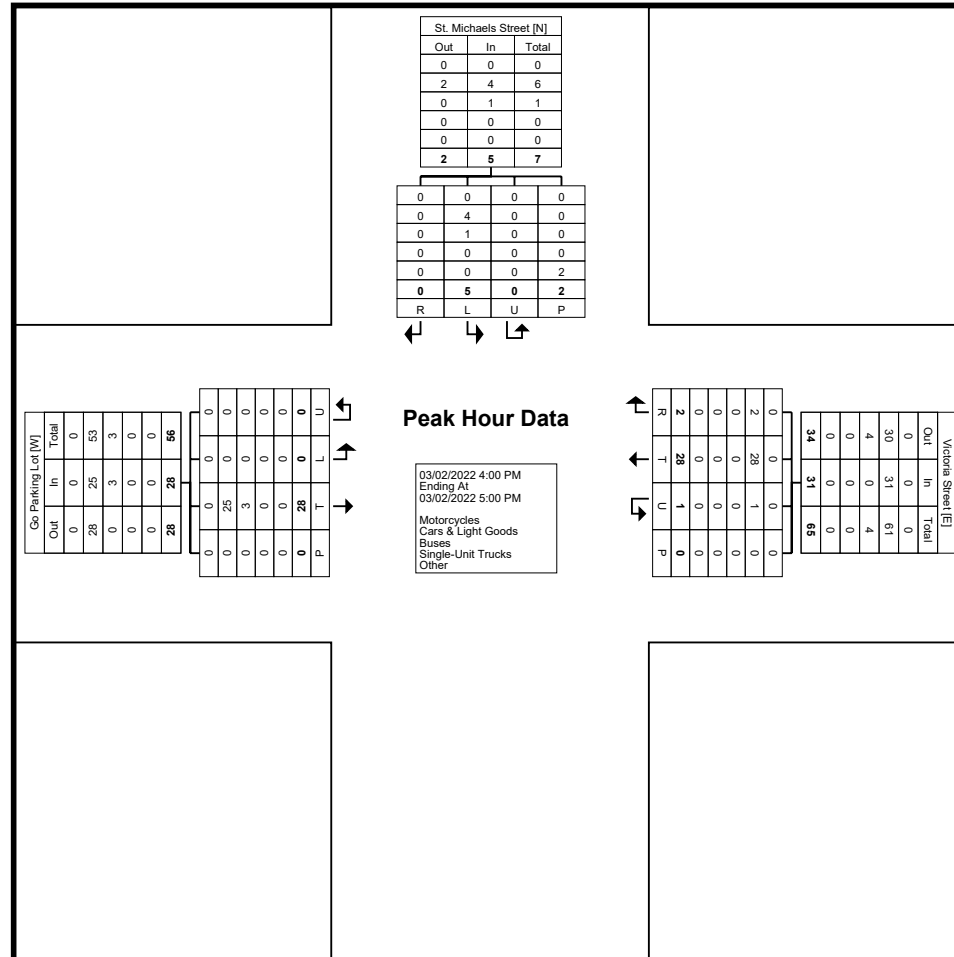 St. Michaels Street [N]
Out In Total
0 0 0
2 4 6
0 1 1
0 0 0
0 0 0
2 5 7
0 0 0 0
0 4 0 0
0 1 0 0
0 0 0 0
0 0 0 2
0 5 0 2
R L U P
Go Parking Lot [W]
Out In Total
0 0 0
28 25 53
0 3 3
0 0 0
0 0 0
28 28 56
0 0 0 0
0 25 0 0
0 3 0 0
0 0 0 0
0 0 0 0
0 28 0 0
P T L U
Peak Hour Data
03/02/2022 4:00 PM
Ending At
03/02/2022 5:00 PM
Motorcycles
Cars & Light Goods
Buses
Single-Unit Trucks
Other
Victoria Street [E]
Out In Total
0 0 0
30 31 61
4 0 4
0 0 0
0 0 0
34 31 65
0 0 0 0
2 28 1 0
0 0 0 0
0 0 0 0
0 0 0 0
2 28 1 0
R T U P